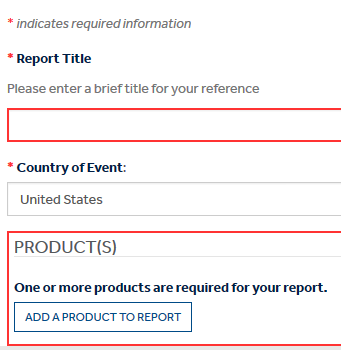 * indicates required information
* Report Title
Please enter a brief title for your reference
* Country of Event:
United States
PRODUCT(S)
One or more products are required for your report.
ADD A PRODUCT TO REPORT